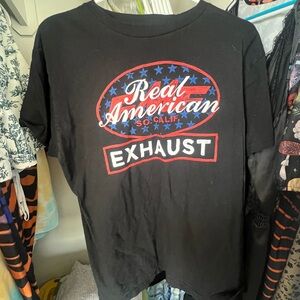 Real
American
SO. CALIF.
EXHAUST